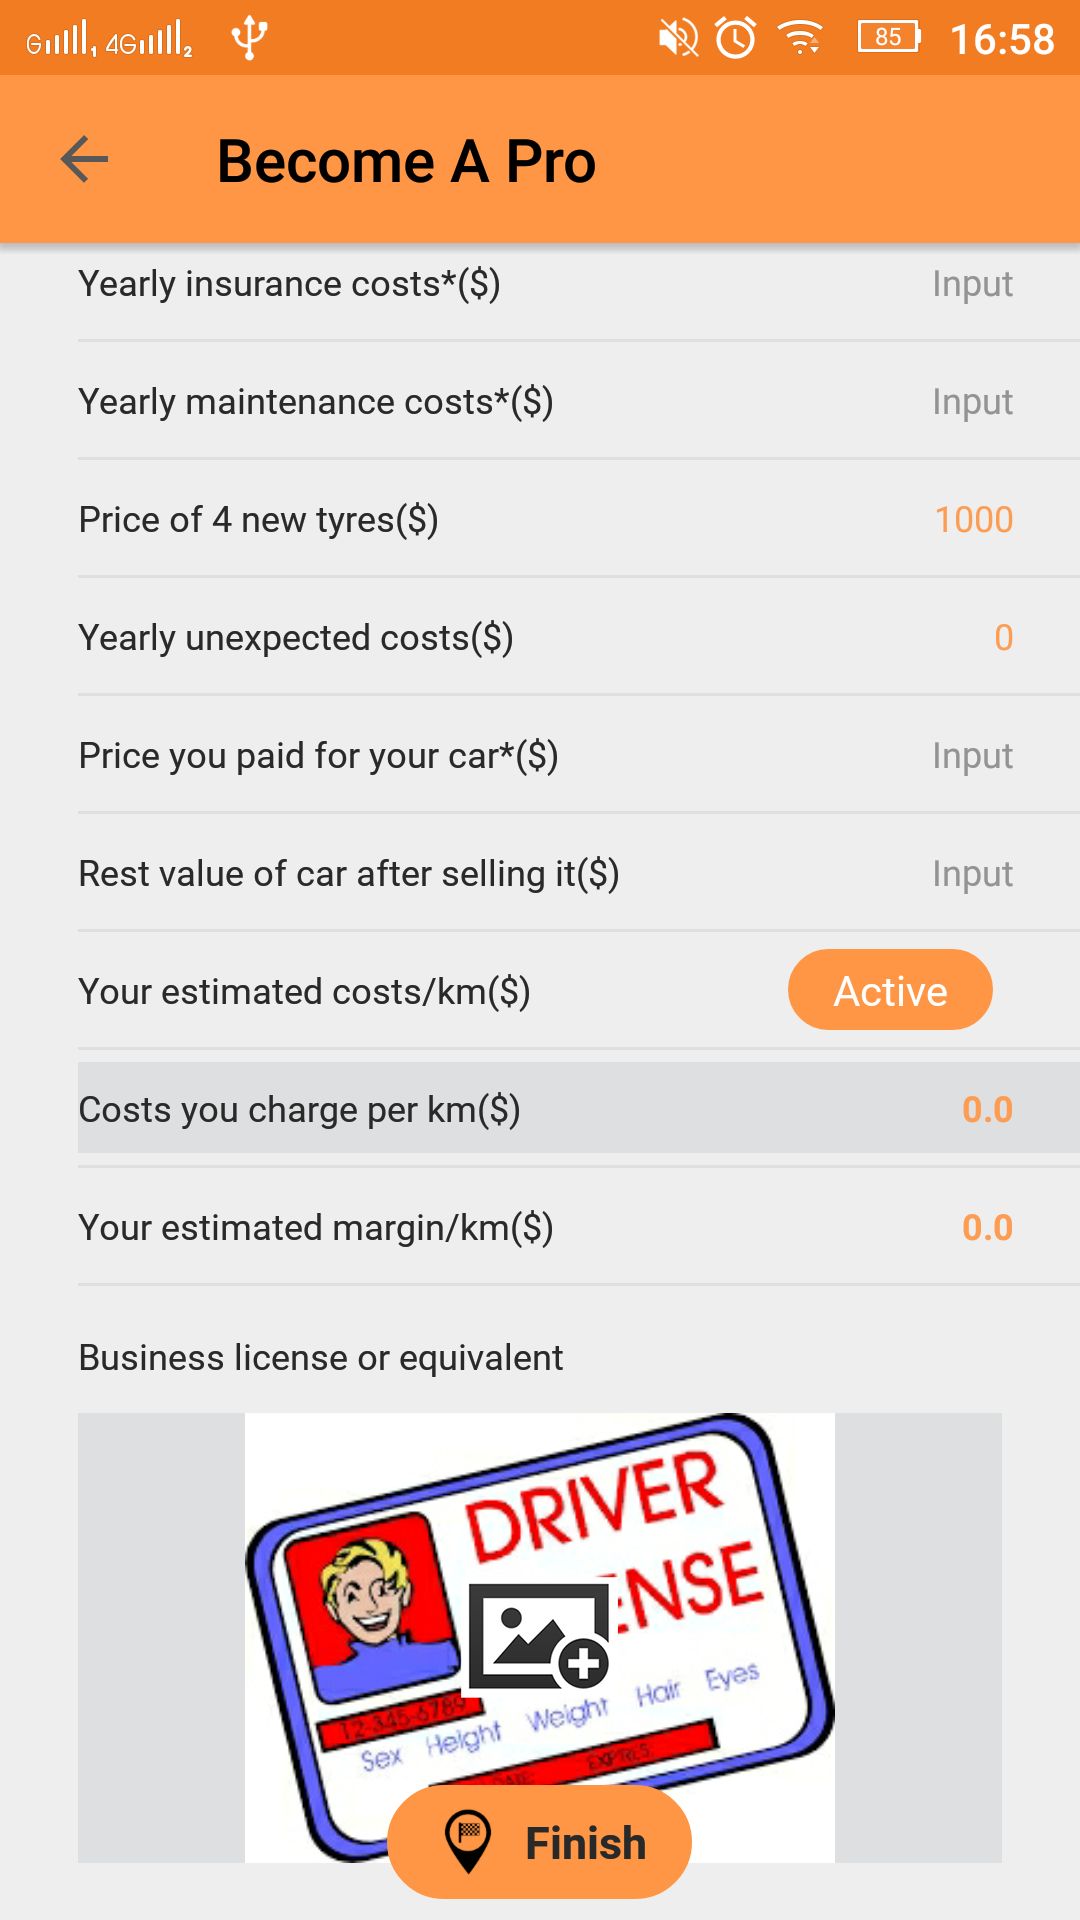 G 1 4G 2 85 16:58
Become A Pro
Yearly insurance costs*($) Input
Yearly maintenance costs*($) Input
Price of 4 new tyres($) 1000
Yearly unexpected costs($) 0
Price you paid for your car*($) Input
Rest value of car after selling it($) Input
Your estimated costs/km($) Active
Costs you charge per km($) 0.0
Your estimated margin/km($) 0.0
Business license or equivalent
DRIVER
ENSE
12-345-6789
Sex Height Weight Hair Eyes
EXPIRES:
Finish